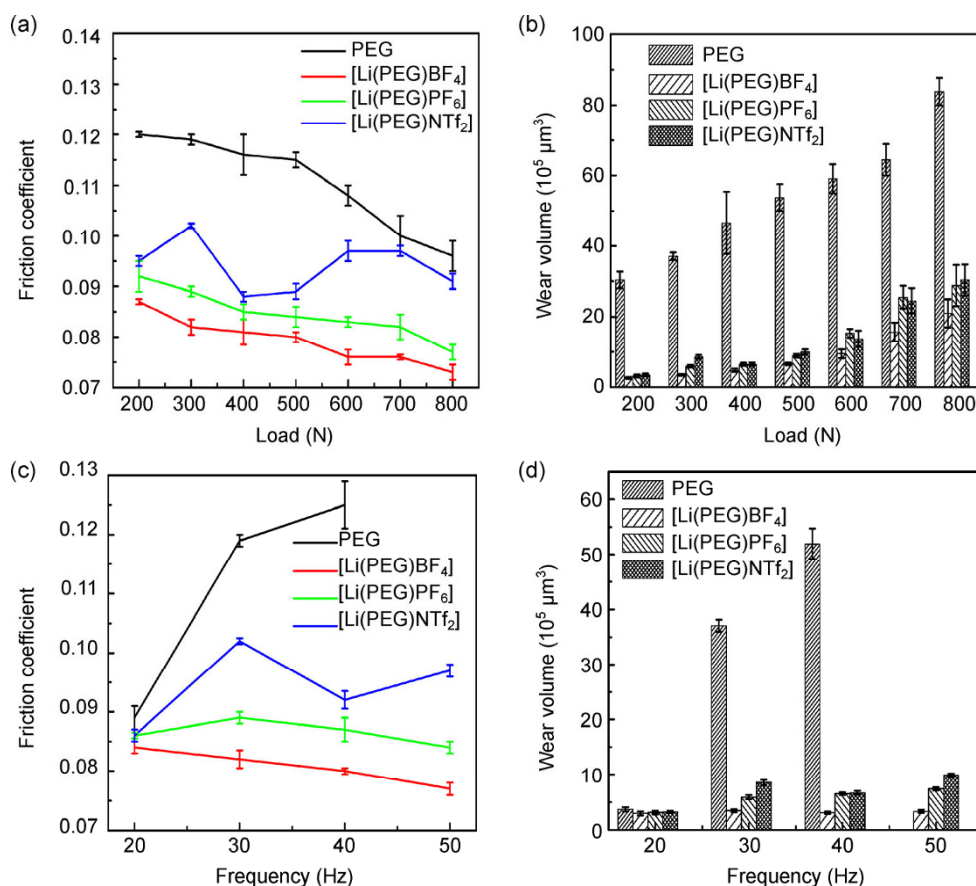 (a)
0.14
0.13
0.12
0.11
0.10
0.09
0.08
0.07
Friction coefficient
PEG
[Li(PEG)BF4]
[Li(PEG)PF6]
[Li(PEG)NTf2]
200 300 400 500 600 700 800
Load (N)
(b)
100
80
60
40
20
0
Wear volume (10^5 μm^3)
PEG
[Li(PEG)BF4]
[Li(PEG)PF6]
[Li(PEG)NTf2]
200 300 400 500 600 700 800
Load (N)
(c)
0.13
0.12
0.11
0.10
0.09
0.08
0.07
Friction coefficient
PEG
[Li(PEG)BF4]
[Li(PEG)PF6]
[Li(PEG)NTf2]
20 30 40 50
Frequency (Hz)
(d)
60
50
40
30
20
10
0
Wear volume (10^5 μm^3)
PEG
[Li(PEG)BF4]
[Li(PEG)PF6]
[Li(PEG)NTf2]
20 30 40 50
Frequency (Hz)